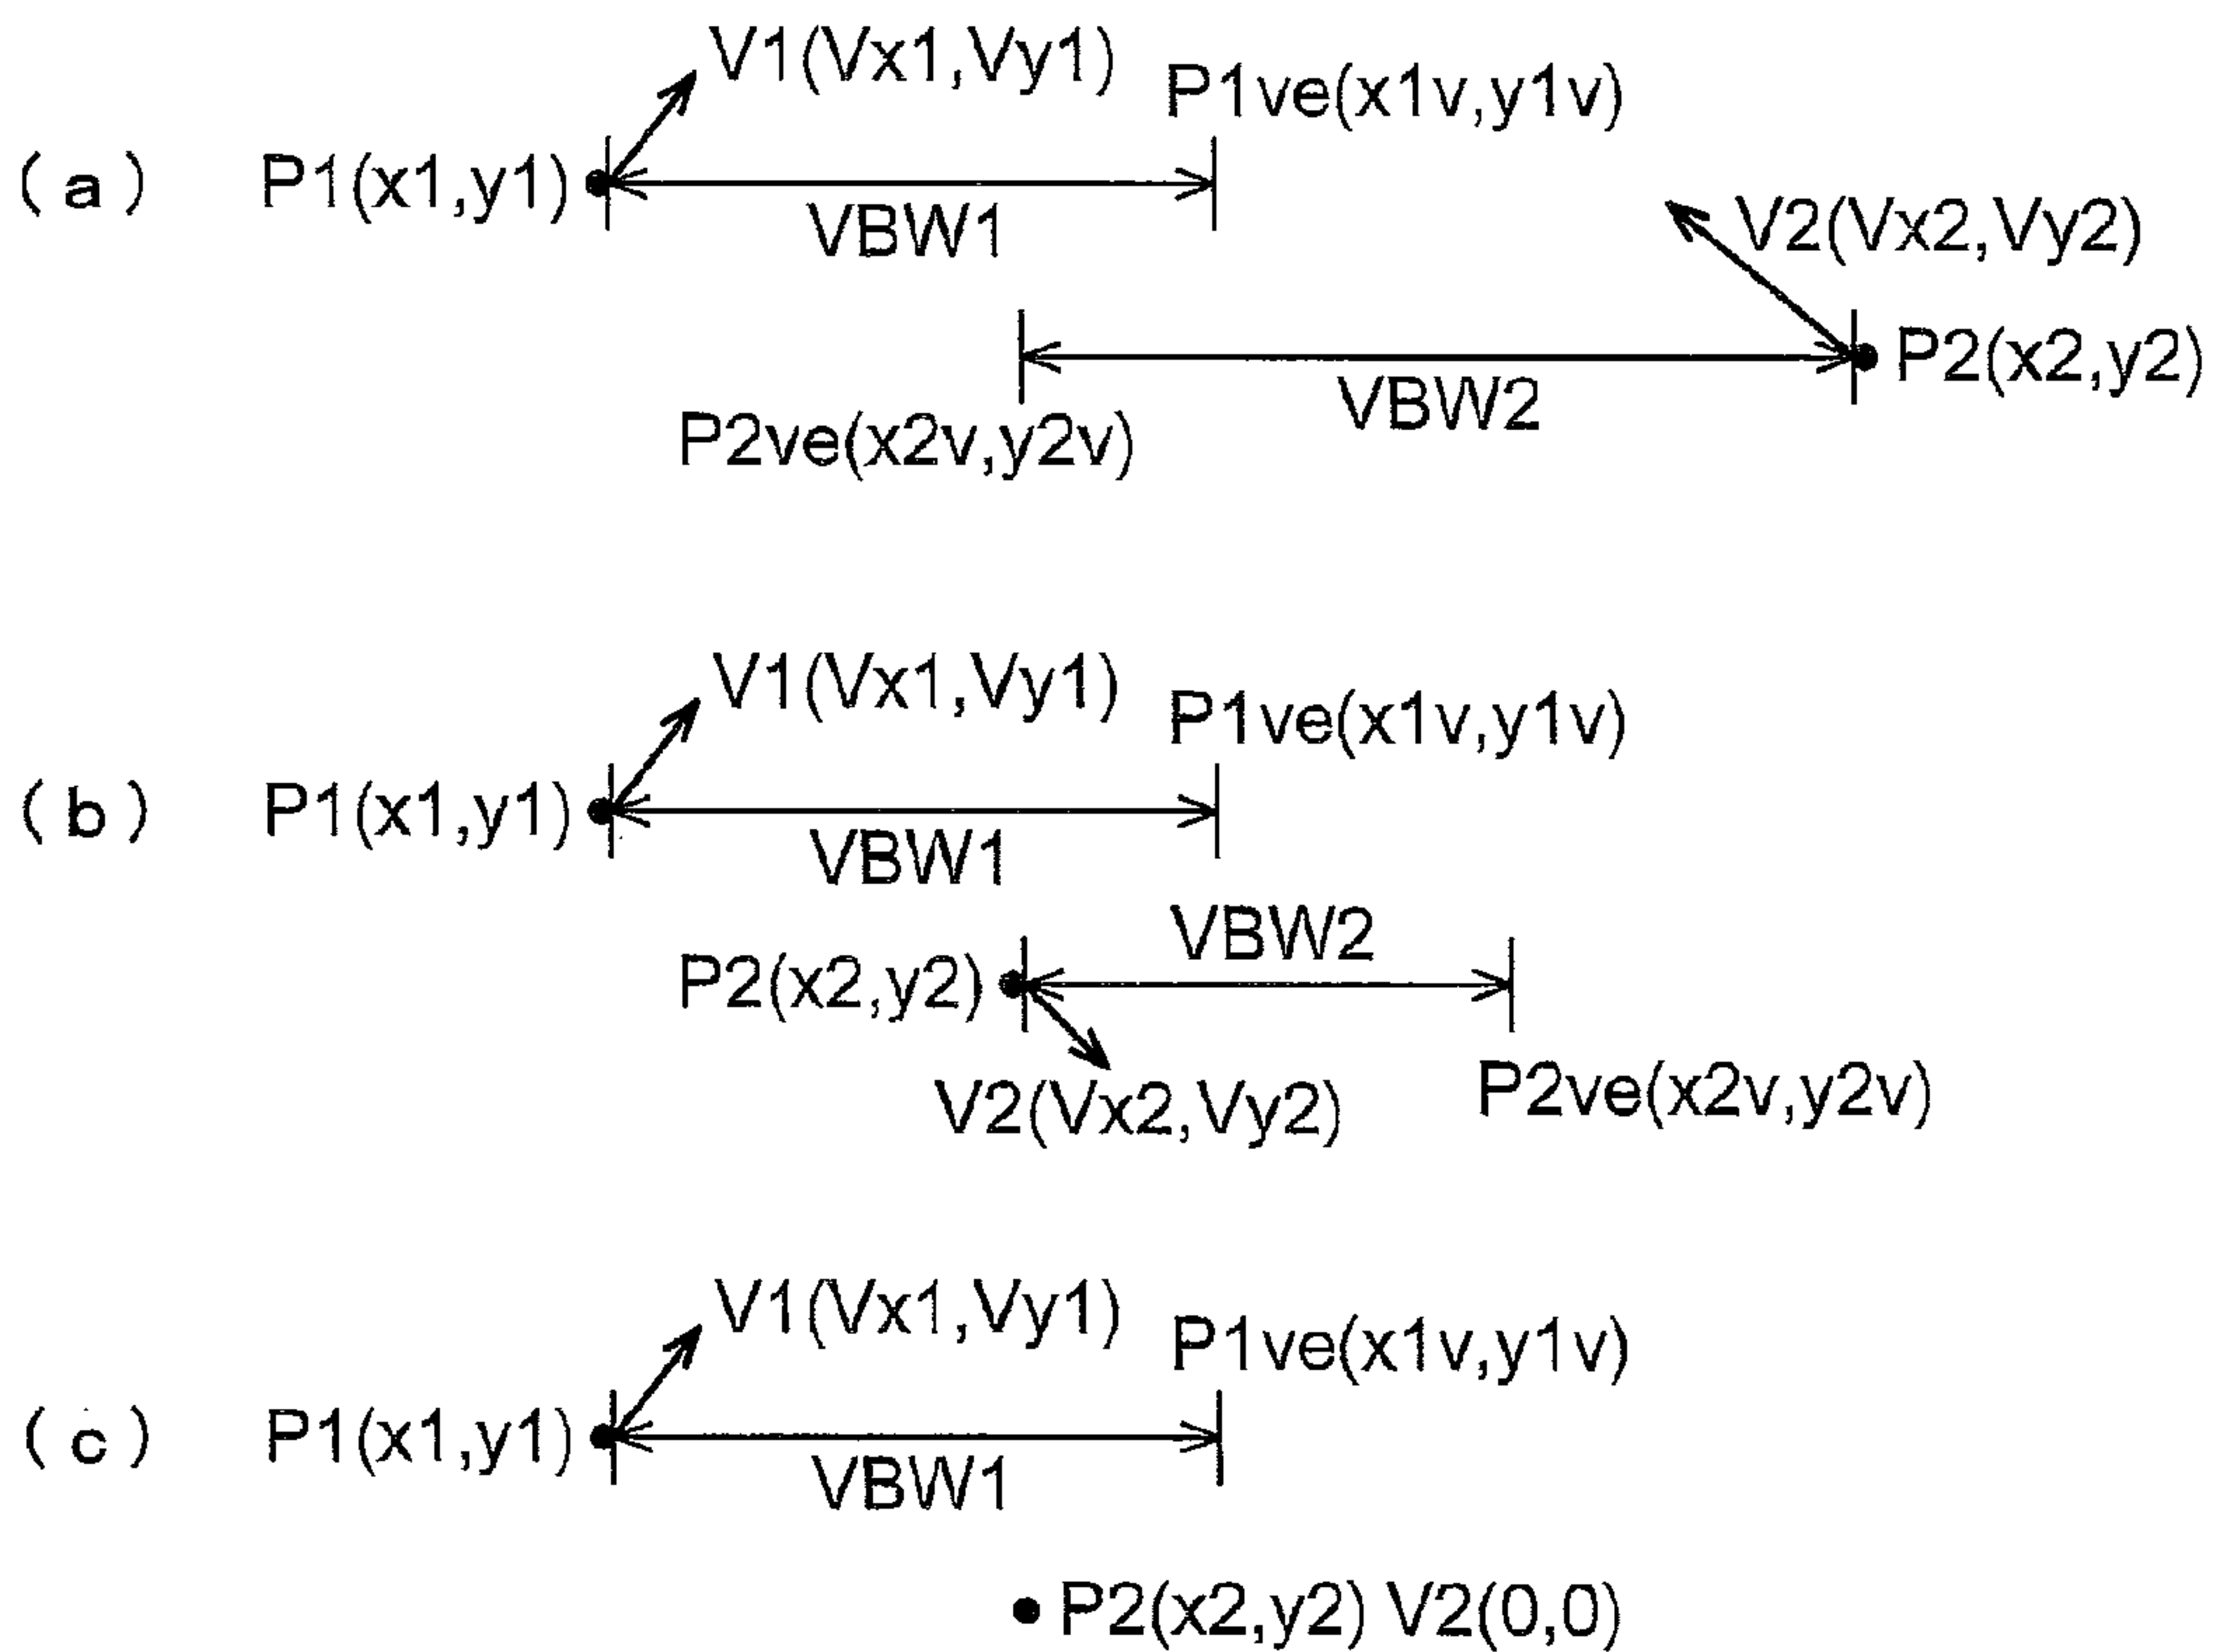 V1(Vx1,Vy1)
P1ve(x1v,y1v)
(a) P1(x1,y1)
VBW1
V2(Vx2,Vy2)
P2(x2,y2)
VBW2
P2ve(x2v,y2v)
V1(Vx1,Vy1)
P1ve(x1v,y1v)
(b) P1(x1,y1)
VBW1
VBW2
P2(x2,y2)
P2ve(x2v,y2v)
V2(Vx2,Vy2)
V1(Vx1,Vy1)
P1ve(x1v,y1v)
(c) P1(x1,y1)
VBW1
P2(x2,y2) V2(0,0)